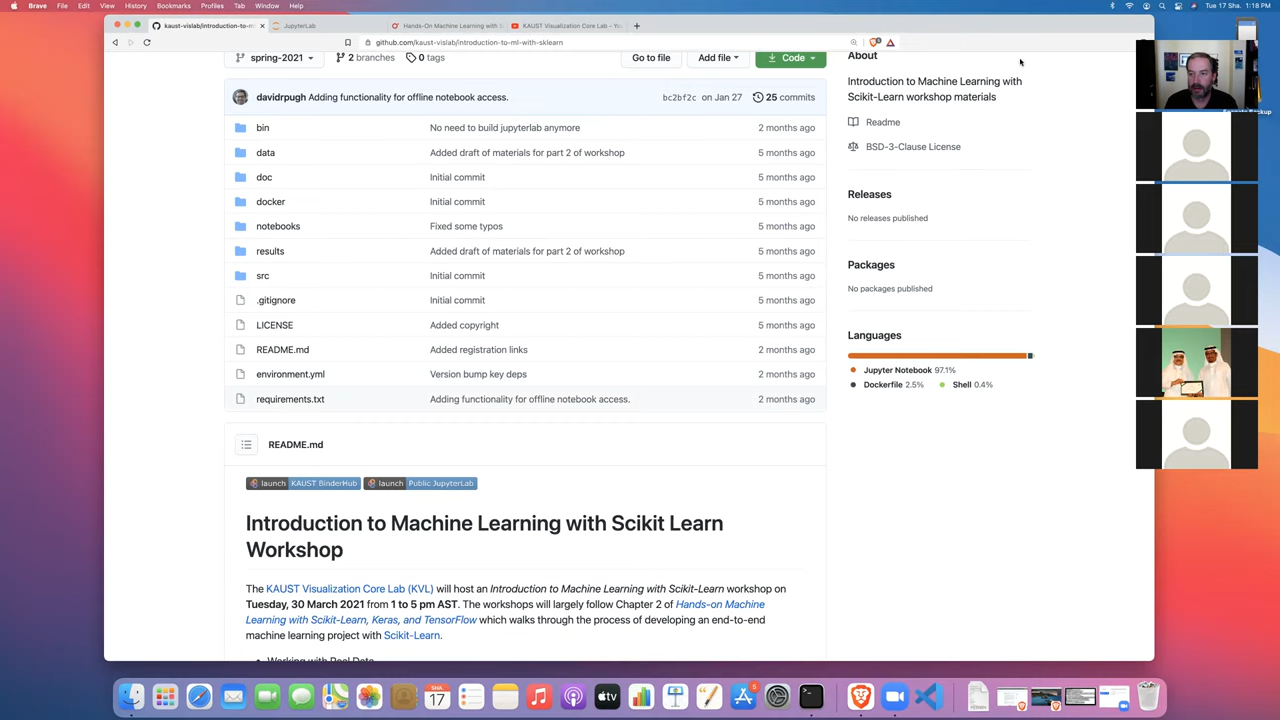 Brave File Edit View History Bookmarks Profiles Tab Window Help
Tue 17 Sha. 1:18 PM
kaust-vislab/introduction-to-m
JupyterLab
Hands-On Machine Learning with S
KAUST Visualization Core Lab - Yo
github.com/kaust-vislab/introduction-to-ml-with-sklearn
spring-2021
2 branches
0 tags
Go to file
Add file
Code
davidrpugh Adding functionality for offline notebook access.
bc2bf2c on Jan 27
25 commits
bin No need to build jupyterlab anymore 2 months ago
data Added draft of materials for part 2 of workshop 5 months ago
doc Initial commit 5 months ago
docker Initial commit 5 months ago
notebooks Fixed some typos 5 months ago
results Added draft of materials for part 2 of workshop 5 months ago
src Initial commit 5 months ago
.gitignore Initial commit 5 months ago
LICENSE Added copyright 5 months ago
README.md Added registration links 2 months ago
environment.yml Version bump key deps 2 months ago
requirements.txt Adding functionality for offline notebook access. 2 months ago
README.md
launch KAUST BinderHub launch Public JupyterLab
Introduction to Machine Learning with Scikit Learn
Workshop
The KAUST Visualization Core Lab (KVL) will host an Introduction to Machine Learning with Scikit-Learn workshop on
Tuesday, 30 March 2021 from 1 to 5 pm AST. The workshops will largely follow Chapter 2 of Hands-on Machine
Learning with Scikit-Learn, Keras, and TensorFlow which walks through the process of developing an end-to-end
machine learning project with Scikit-Learn.
Working with Real Data
About
Introduction to Machine Learning with
Scikit-Learn workshop materials
Readme
BSD-3-Clause License
Releases
No releases published
Packages
No packages published
Languages
Jupyter Notebook 97.1%
Dockerfile 2.5% Shell 0.4%
SHA
17
tv